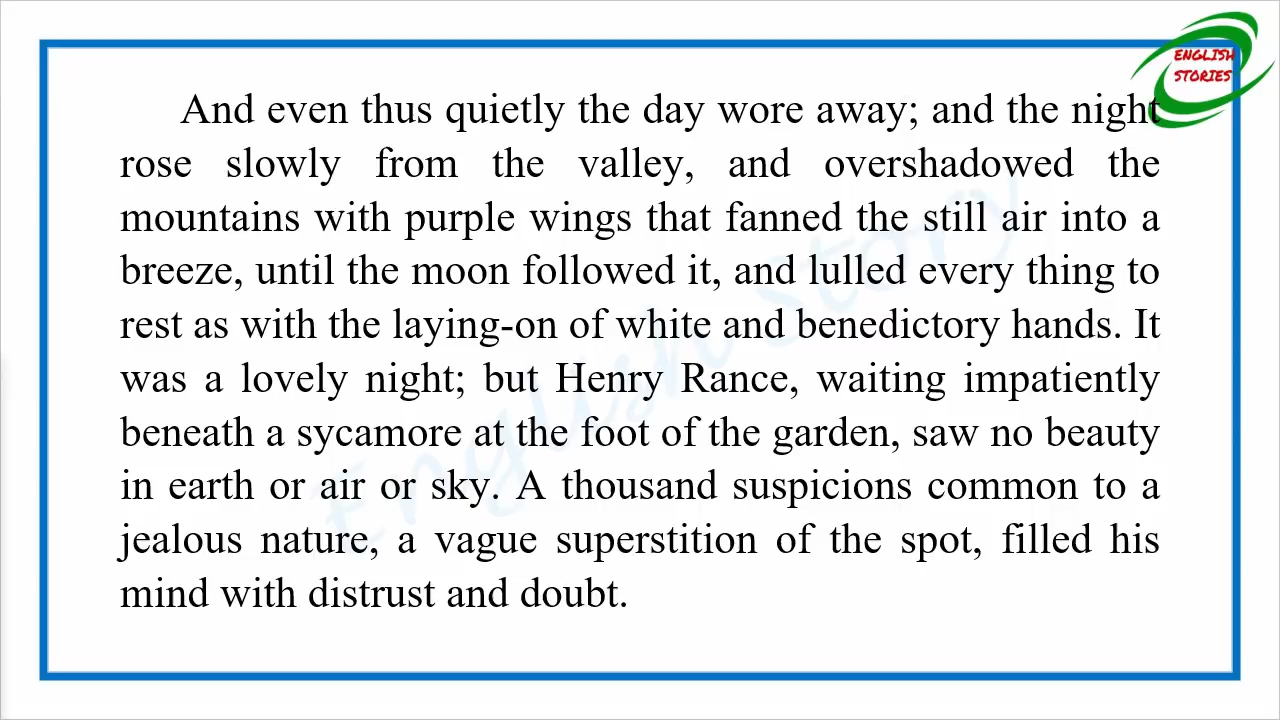 ENGLISH
STORIES
And even thus quietly the day wore away; and the night
rose slowly from the valley, and overshadowed the
mountains with purple wings that fanned the still air into a
breeze, until the moon followed it, and lulled every thing to
rest as with the laying-on of white and benedictory hands. It
was a lovely night; but Henry Rance, waiting impatiently
beneath a sycamore at the foot of the garden, saw no beauty
in earth or air or sky. A thousand suspicions common to a
jealous nature, a vague superstition of the spot, filled his
mind with distrust and doubt.
English Story